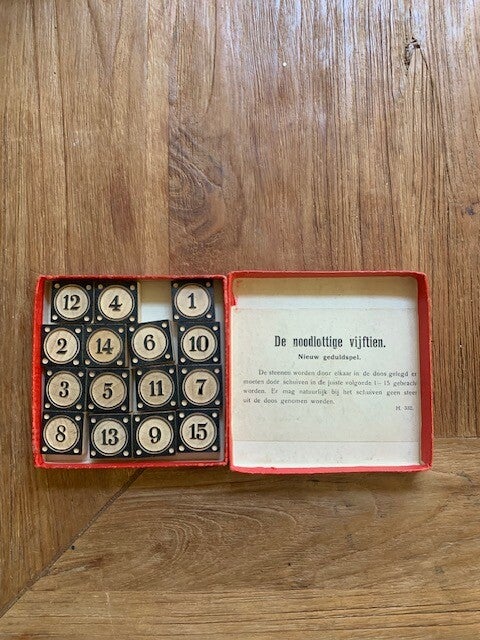 12 4 1
2 14 6 10
3 5 11 7
8 13 9 15
De noodlottige vijftien.
Nieuw geduldspel.
De steenen worden door elkaar in de doos gelegd en
moeten door schuiven in de juiste volgorde 1-15 gebracht
worden. Er mag natuurlijk bij het schuiven geen steen
uit de doos genomen worden.
H. 332.